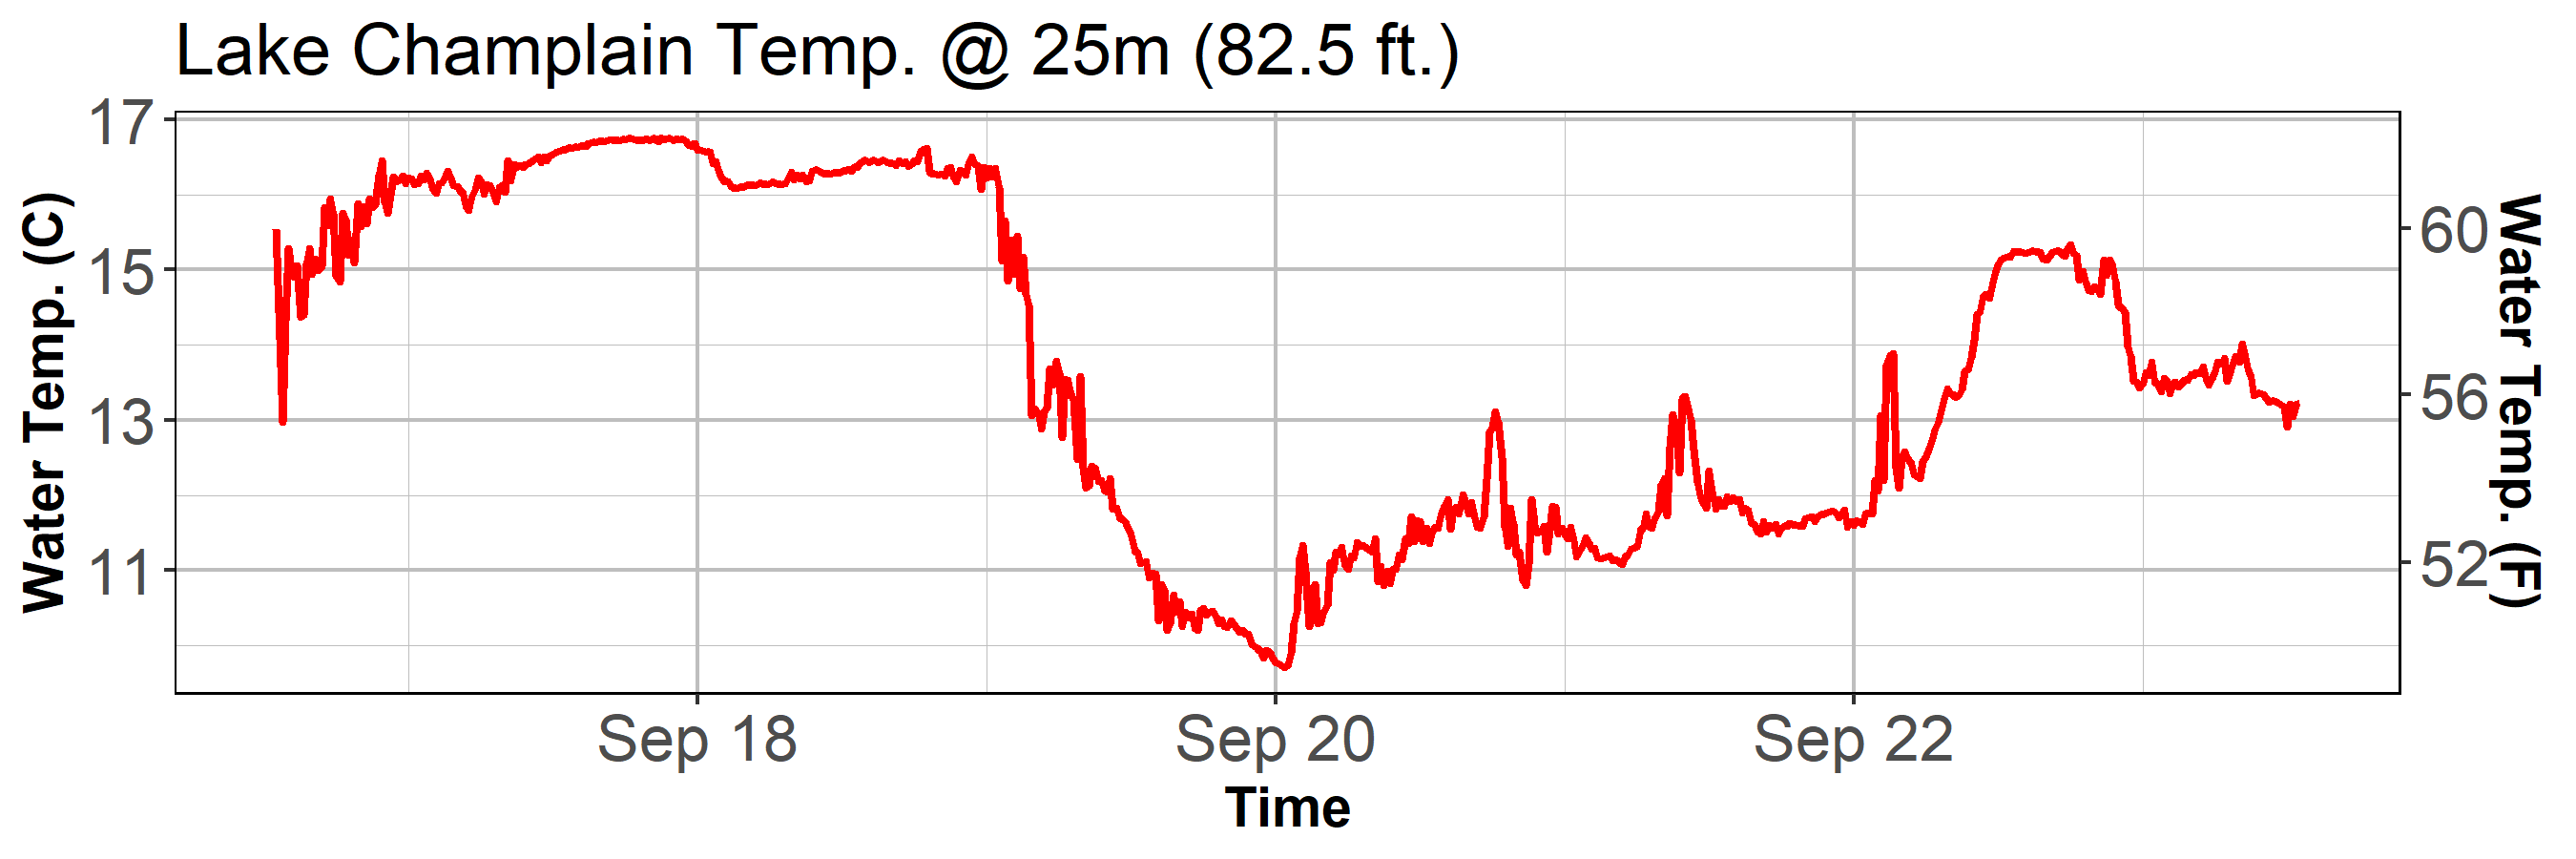 Lake Champlain Temp. @ 25m (82.5 ft.)
Water Temp. (C)
17
15
13
11
60
56
52
Water Temp. (F)
Sep 18
Sep 20
Sep 22
Time